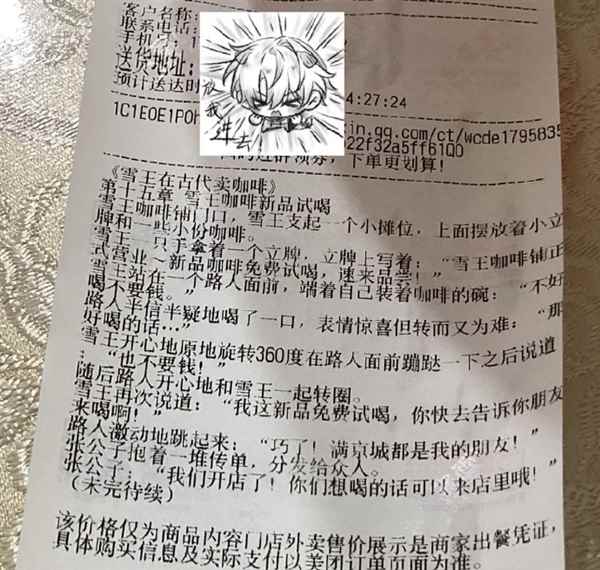 客户名称:
联系电话:
手机
送货地址:
预计送达时 4:27:24
放我进去!
1C1E0E1P0H in.qq.com/ct/wcde1795835
22f32a5ff6100
下单更划算!
《雪王在古代卖咖啡》
第十五章 雪王咖啡新品试喝
雪王咖啡铺门口,雪王支起一个小摊位,上面摆放着小立
牌和一些小份咖啡。
雪王一只手拿着一个立牌,立牌上写着:“雪王咖啡铺正
式营业~新品咖啡免费试喝,速来品尝!”
雪王站在一个路人面前,端着自己装着咖啡的碗:“不好
喝不要钱。”
路人半信半疑地喝了一口,表情惊喜但转而又为难:“那
好喝的话…”
雪王开心地原地旋转360度在路人面前蹦跶一下之后说道
:“也不要钱!”
随后路人开心地和雪王一起转圈。
雪王再次说道:“我这新品免费试喝,你快去告诉你朋友
来喝啊!”
路人激动地跳起来:“巧了!满京城都是我的朋友!”
张公子抱着一堆传单,分发给众人。
张公子:“我们开店了!你们想喝的话可以来店里哦!”
(未完待续)
该价格仅为商品内容门店外卖售价展示是商家出餐凭证,
具体购买信息及实际支付以美团订单页面为准。